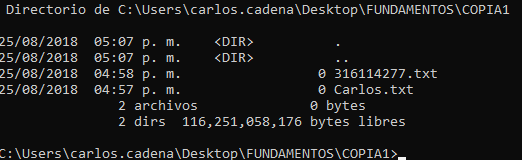 Directorio de C:\Users\carlos.cadena\Desktop\FUNDAMENTOS\COPIA1
25/08/2018  05:07 p. m.    <DIR>          .
25/08/2018  05:07 p. m.    <DIR>          ..
25/08/2018  04:58 p. m.                 0 316114277.txt
25/08/2018  04:57 p. m.                 0 Carlos.txt
2 archivos              0 bytes
2 dirs  116,251,058,176 bytes libres
C:\Users\carlos.cadena\Desktop\FUNDAMENTOS\COPIA1>